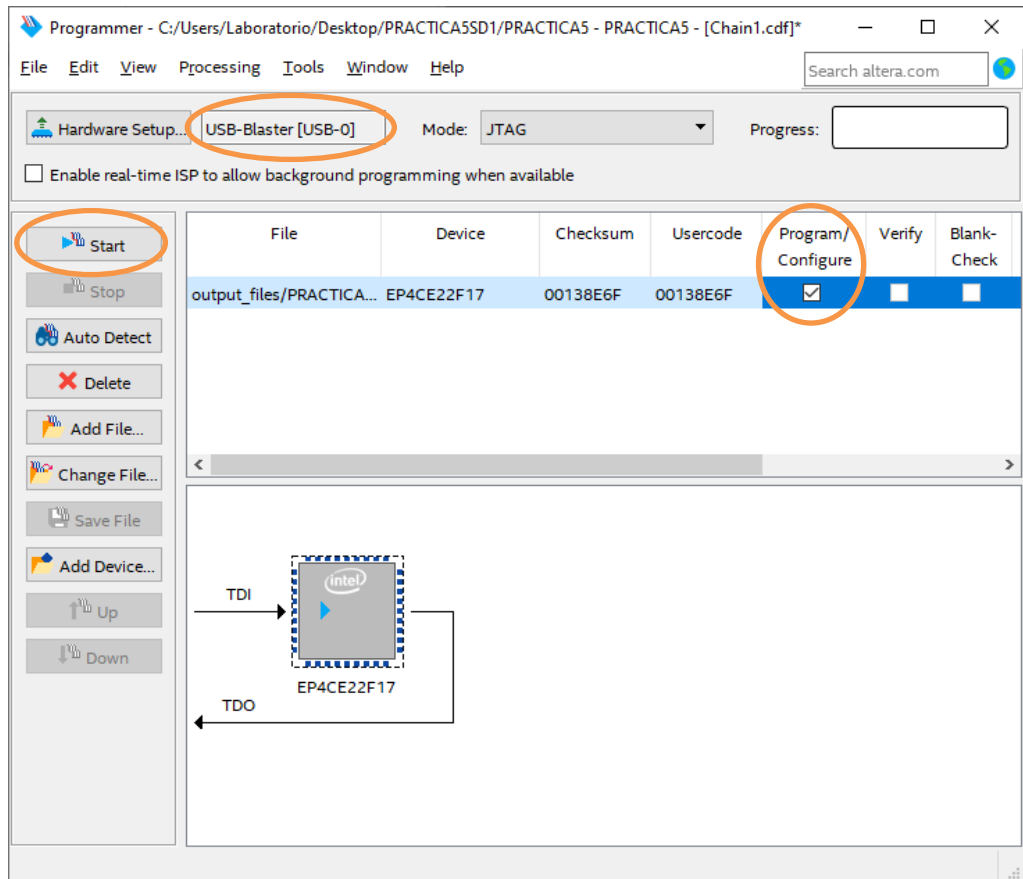 Programmer - C:/Users/Laboratorio/Desktop/PRACTICA5SD1/PRACTICA5 - PRACTICA5 - [Chain1.cdf]*
File Edit View Processing Tools Window Help
Search altera.com
Hardware Setup... USB-Blaster [USB-0] Mode: JTAG Progress:
Enable real-time ISP to allow background programming when available
Start
Stop
Auto Detect
Delete
Add File...
Change File...
Save File
Add Device...
Up
Down
File Device Checksum Usercode Program/ Verify Blank-
Configure Check
output_files/PRACTICA... EP4CE22F17 00138E6F 00138E6F
intel
TDI
EP4CE22F17
TDO